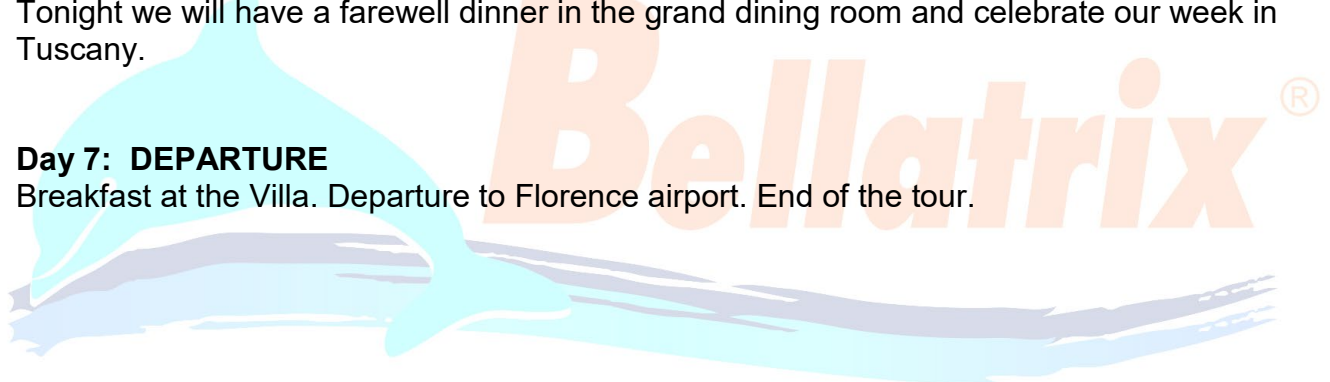 Tonight we will have a farewell dinner in the grand dining room and celebrate our week in
Tuscany.
Bellatrix®
Day 7: DEPARTURE
Breakfast at the Villa. Departure to Florence airport. End of the tour.